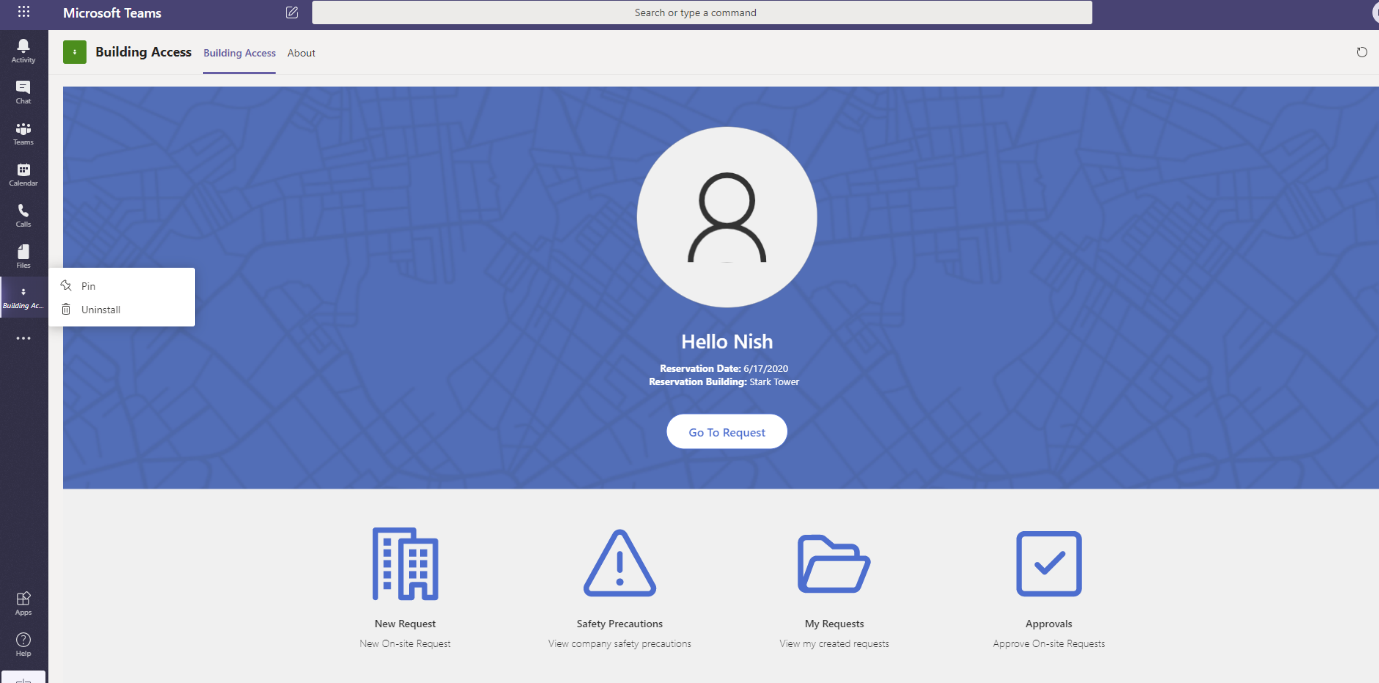 Microsoft Teams
Search or type a command
Activity
Chat
Teams
Calendar
Calls
Files
Building Ac...
Apps
Help
Building Access
Building Access
About
Pin
Uninstall
Hello Nish
Reservation Date: 6/17/2020
Reservation Building: Stark Tower
Go To Request
New Request
New On-site Request
Safety Precautions
View company safety precautions
My Requests
View my created requests
Approvals
Approve On-site Requests